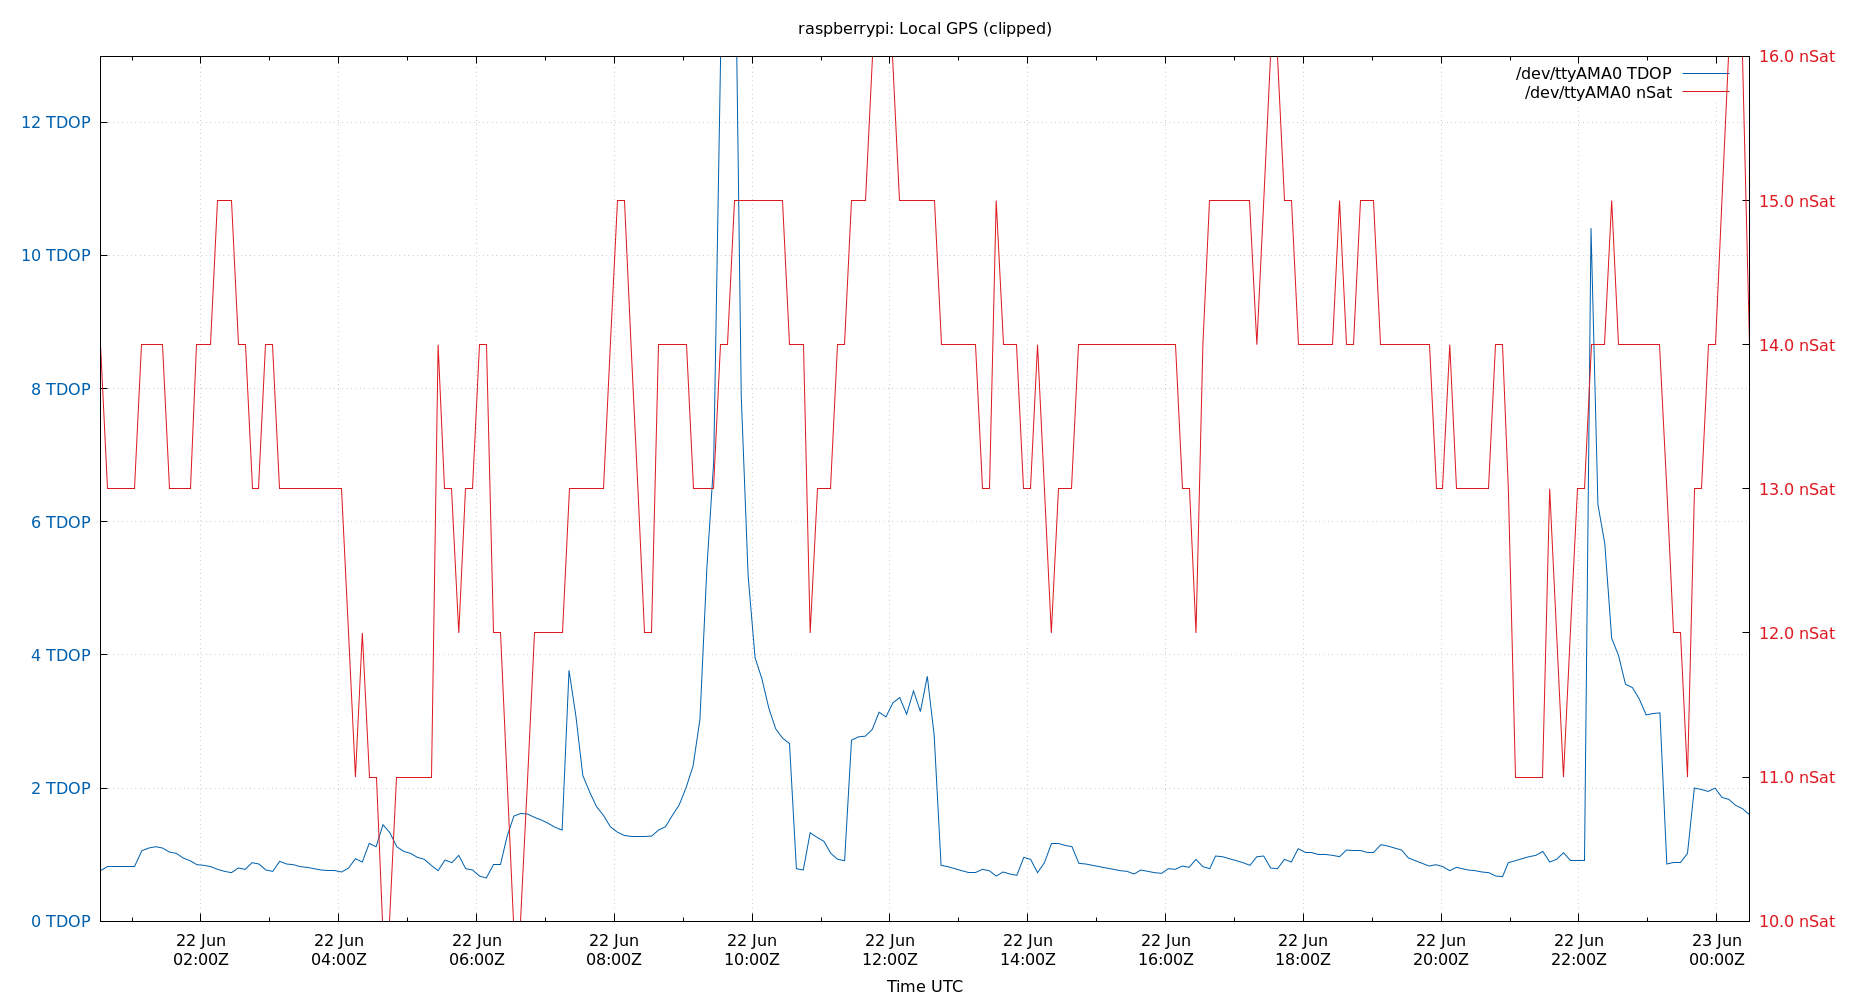 raspberrypi: Local GPS (clipped)
16.0 nSat
/dev/ttyAMA0 TDOP
/dev/ttyAMA0 nSat
12 TDOP
15.0 nSat
10 TDOP
14.0 nSat
8 TDOP
13.0 nSat
6 TDOP
12.0 nSat
4 TDOP
11.0 nSat
2 TDOP
0 TDOP
10.0 nSat
22 Jun 22 Jun 22 Jun 22 Jun 22 Jun 22 Jun 22 Jun 22 Jun 22 Jun 22 Jun 22 Jun 23 Jun
02:00Z 04:00Z 06:00Z 08:00Z 10:00Z 12:00Z 14:00Z 16:00Z 18:00Z 20:00Z 22:00Z 00:00Z
Time UTC